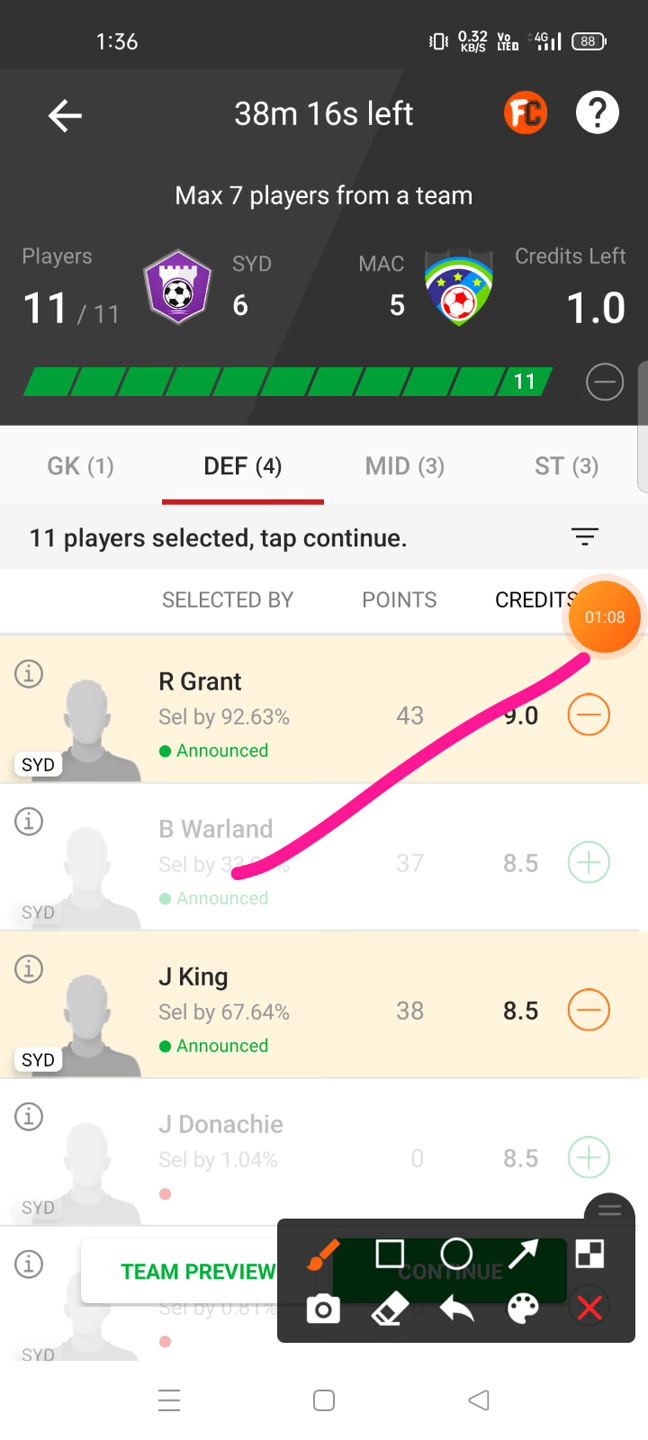 1:36
0.32 KB/S
Vo LTE
4G
88
38m 16s left
FC
?
Max 7 players from a team
Players
SYD
MAC
Credits Left
11 / 11
6
5
1.0
11
GK (1)
DEF (4)
MID (3)
ST (3)
11 players selected, tap continue.
SELECTED BY
POINTS
CREDITS
01:08
R Grant
Sel by 92.63%
43
9.0
Announced
SYD
B Warland
Sel by
37
8.5
Announced
SYD
J King
Sel by 67.64%
38
8.5
Announced
SYD
J Donachie
Sel by 1.04%
0
8.5
SYD
TEAM PREVIEW
CONTINUE
Sel by 0.81%
SYD